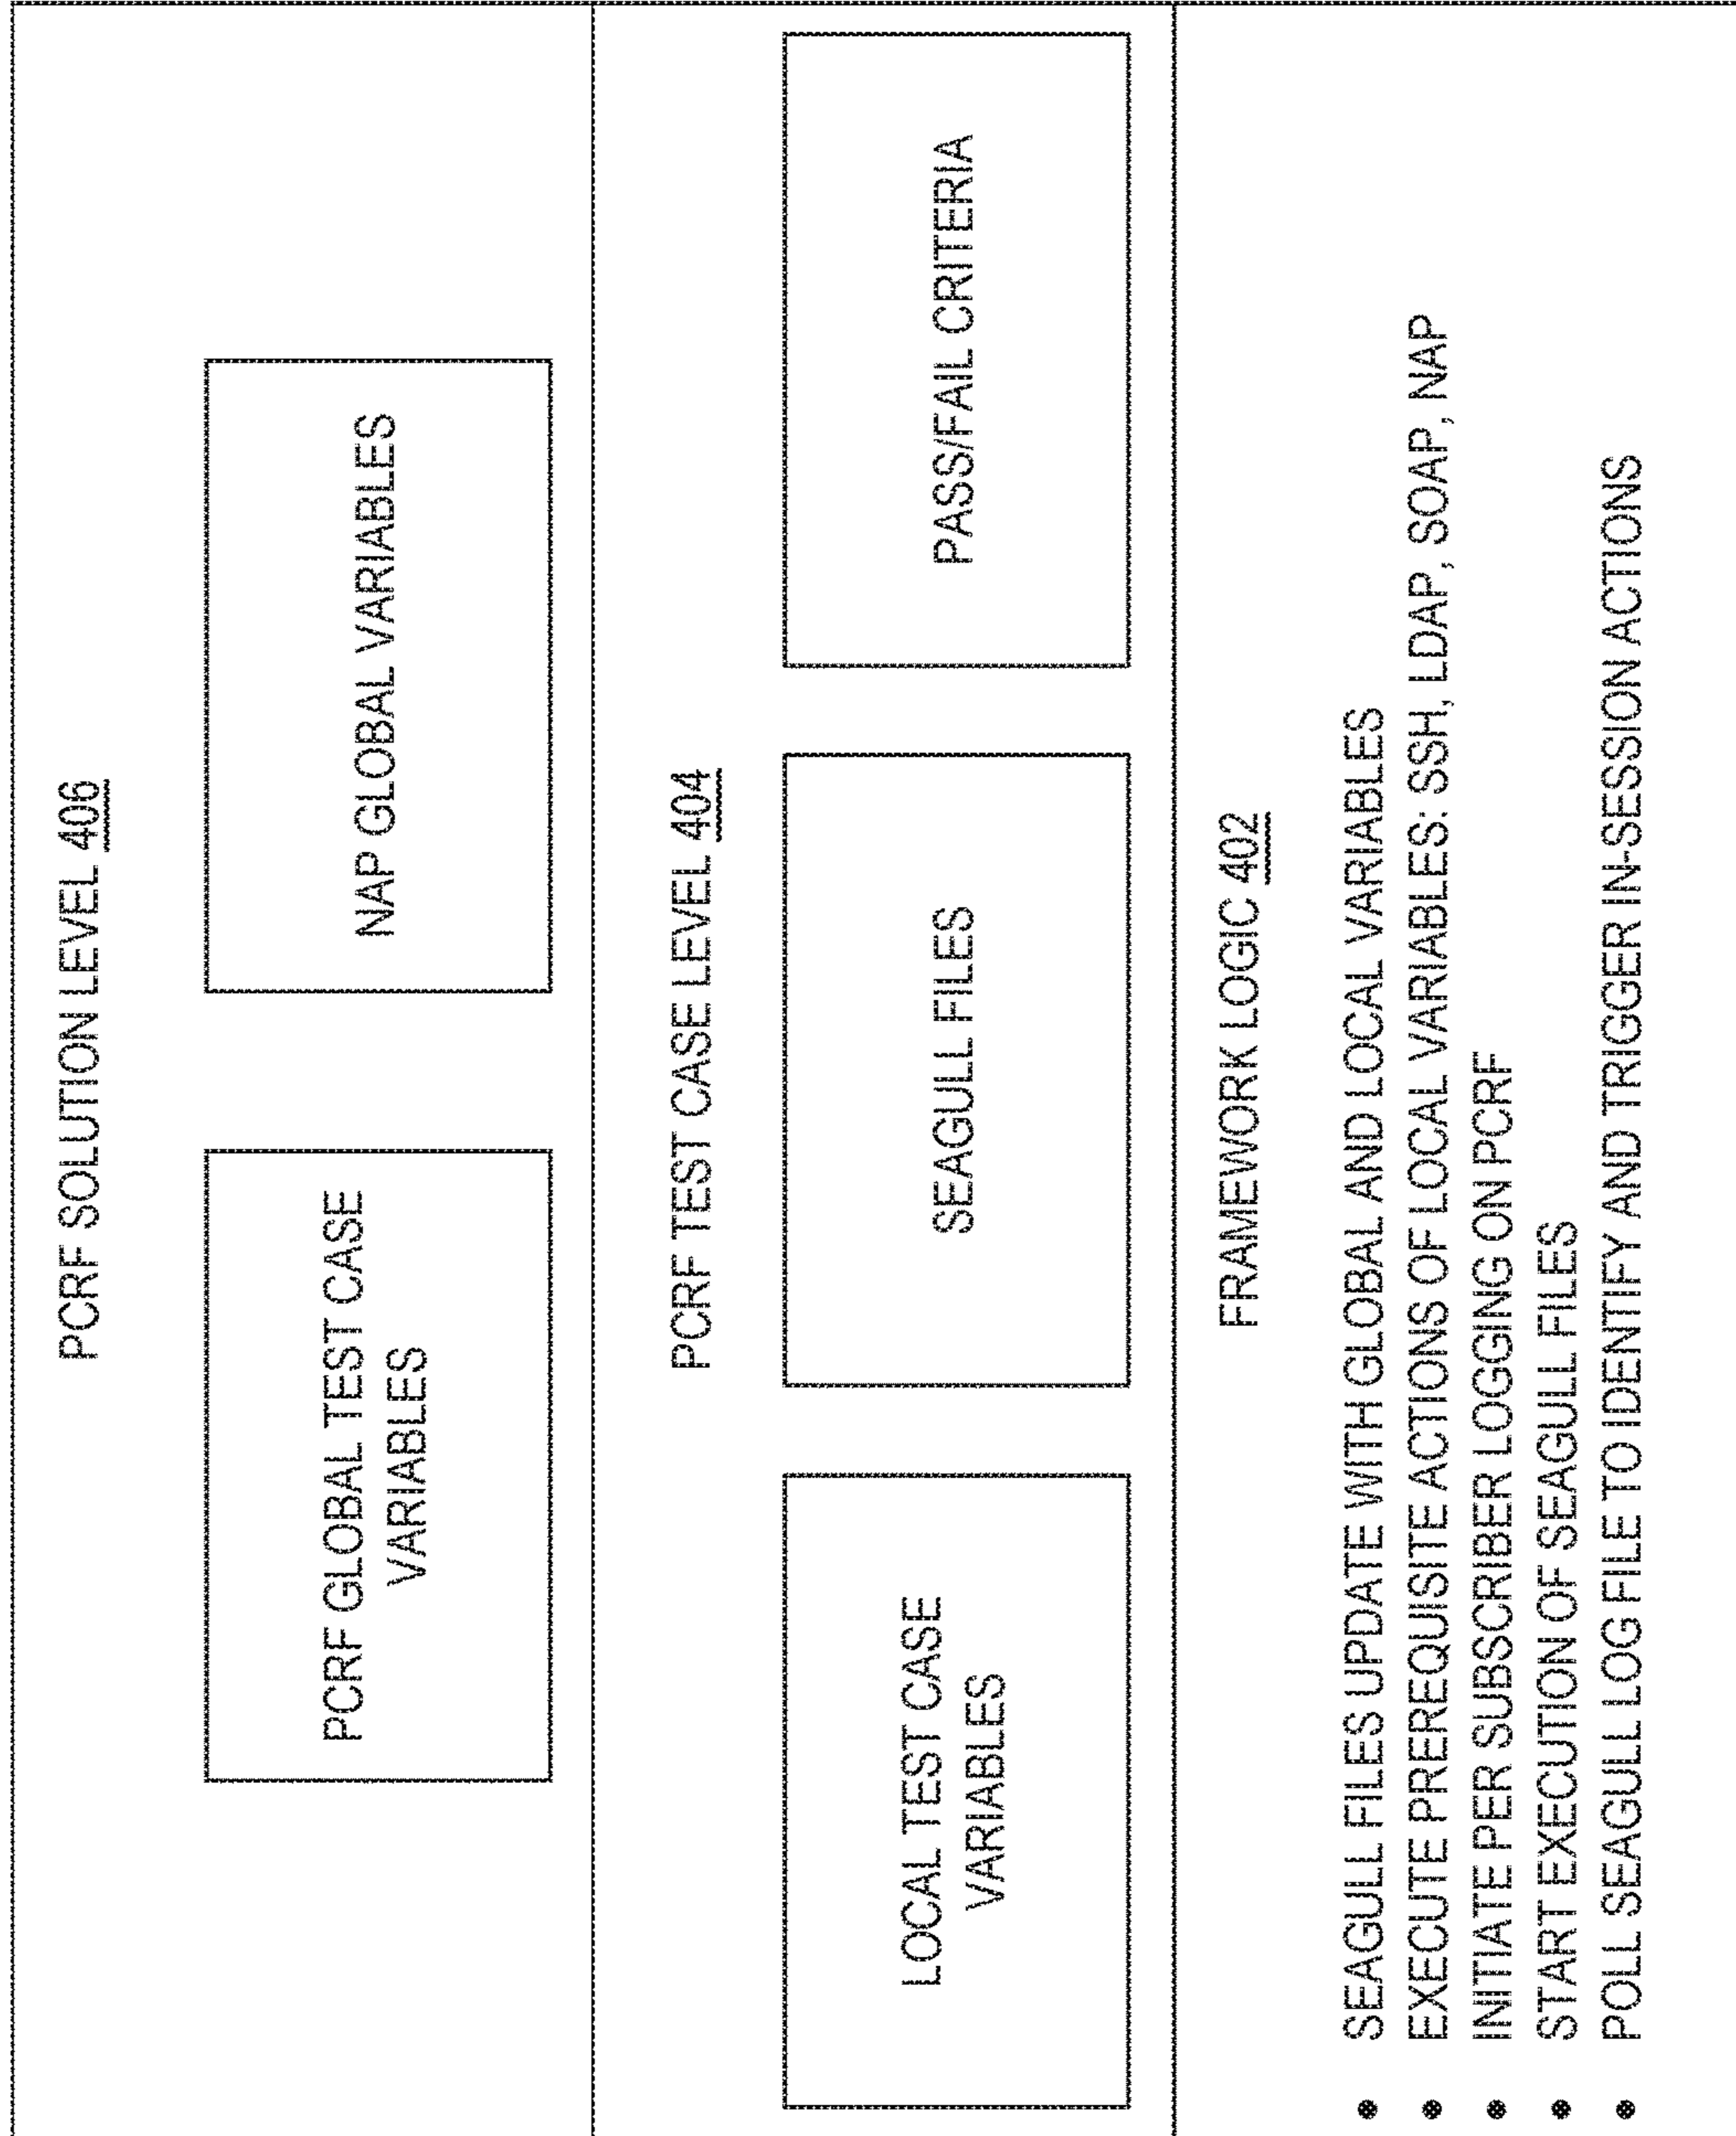 PCRF SOLUTION LEVEL 406
PCRF GLOBAL TEST CASE
VARIABLES
NAP GLOBAL VARIABLES
PCRF TEST CASE LEVEL 404
LOCAL TEST CASE
VARIABLES
SEAGULL FILES
PASS/FAIL CRITERIA
FRAMEWORK LOGIC 402
• SEAGULL FILES UPDATE WITH GLOBAL AND LOCAL VARIABLES
• EXECUTE PREREQUISITE ACTIONS OF LOCAL VARIABLES: SSH, LDAP, SOAP, NAP
• INITIATE PER SUBSCRIBER LOGGING ON PCRF
• START EXECUTION OF SEAGULL FILES
• POLL SEAGULL LOG FILE TO IDENTIFY AND TRIGGER IN-SESSION ACTIONS